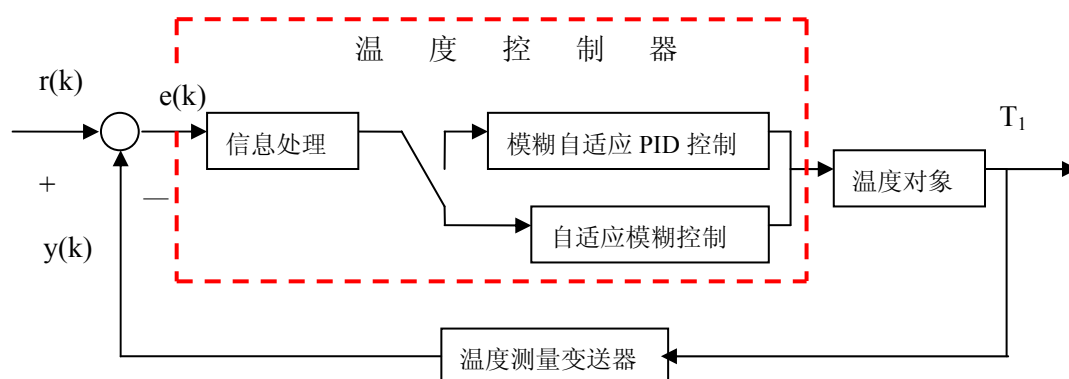 温度控制器
r(k)
e(k)
T1
信息处理
模糊自适应 PID 控制
温度对象
+
—
自适应模糊控制
y(k)
温度测量变送器